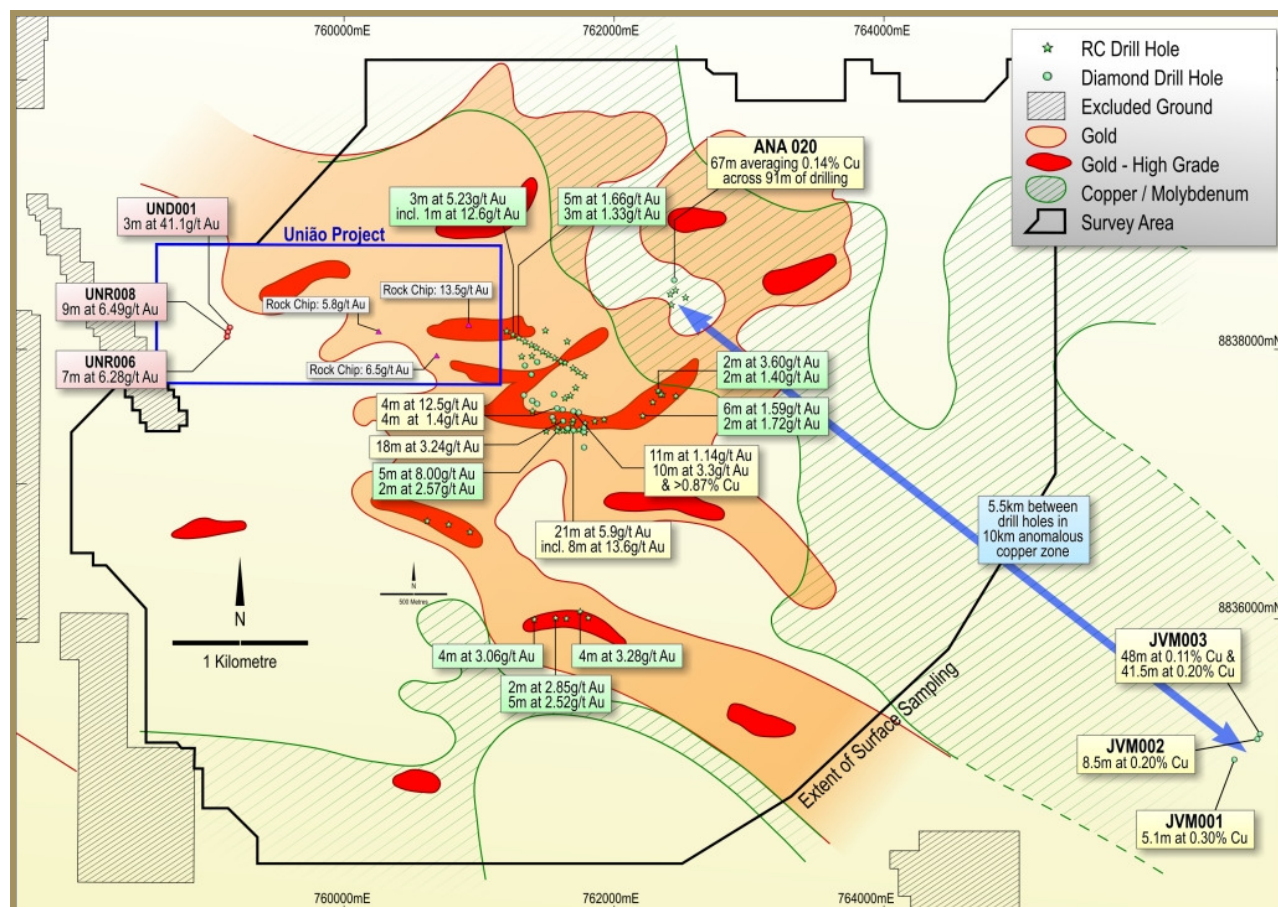 760000mE
762000mE
764000mE
RC Drill Hole
Diamond Drill Hole
Excluded Ground
Gold
Gold - High Grade
Copper / Molybdenum
Survey Area
ANA 020
67m averaging 0.14% Cu
across 91m of drilling
3m at 5.23g/t Au
incl. 1m at 12.6g/t Au
5m at 1.66g/t Au
3m at 1.33g/t Au
UND001
3m at 41.1g/t Au
União Project
UNR008
9m at 6.49g/t Au
Rock Chip: 5.8g/t Au
Rock Chip: 13.5g/t Au
8838000mN
UNR006
7m at 6.28g/t Au
Rock Chip: 6.5g/t Au
2m at 3.60g/t Au
2m at 1.40g/t Au
4m at 12.5g/t Au
4m at 1.4g/t Au
6m at 1.59g/t Au
2m at 1.72g/t Au
18m at 3.24g/t Au
11m at 1.14g/t Au
10m at 3.3g/t Au
& >0.87% Cu
5m at 8.00g/t Au
2m at 2.57g/t Au
21m at 5.9g/t Au
incl. 8m at 13.6g/t Au
5.5km between
drill holes in
10km anomalous
copper zone
N
500 Metres
N
1 Kilometre
8836000mN
4m at 3.06g/t Au
4m at 3.28g/t Au
2m at 2.85g/t Au
5m at 2.52g/t Au
JVM003
48m at 0.11% Cu &
41.5m at 0.20% Cu
Extent of Surface Sampling
JVM002
8.5m at 0.20% Cu
JVM001
5.1m at 0.30% Cu
760000mE
762000mE
764000mE